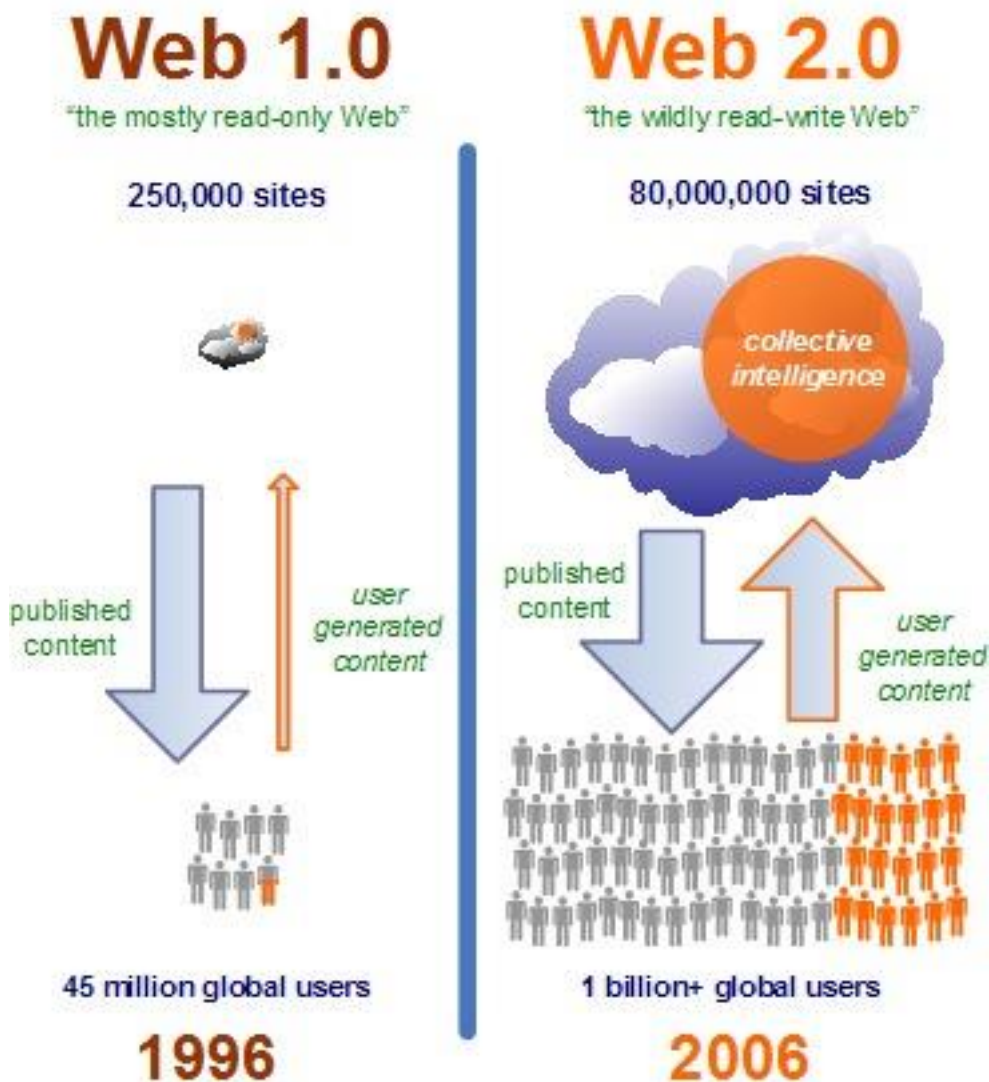 Web 1.0
"the mostly read-only Web"
250,000 sites
published
content
user
generated
content
45 million global users
1996
Web 2.0
"the wildly read-write Web"
80,000,000 sites
collective
intelligence
published
content
user
generated
content
1 billion+ global users
2006